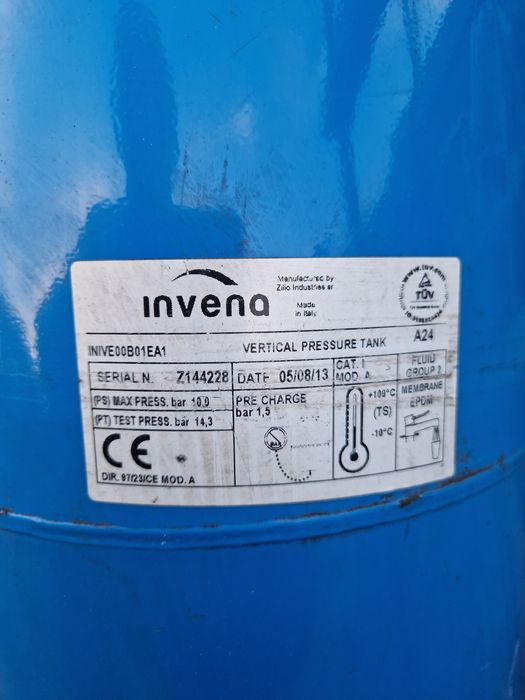 invena
Manufactured by
Zilio Industries
Made
in Italy
www.tuv.com
TÜV
INIVE00B01EA1
VERTICAL PRESSURE TANK
A24
SERIAL N. Z144228
DATE 05/08/13
CAT. I
MOD. A
FLUID
GROUP 2
(PS) MAX PRESS. bar 10,0
(PT) TEST PRESS. bar 14,3
PRE CHARGE
bar 1,5
BAR
+100°C
(TS)
-10°C
MEMBRANE
EPDM
CE
DIR. 97/23/CE MOD. A